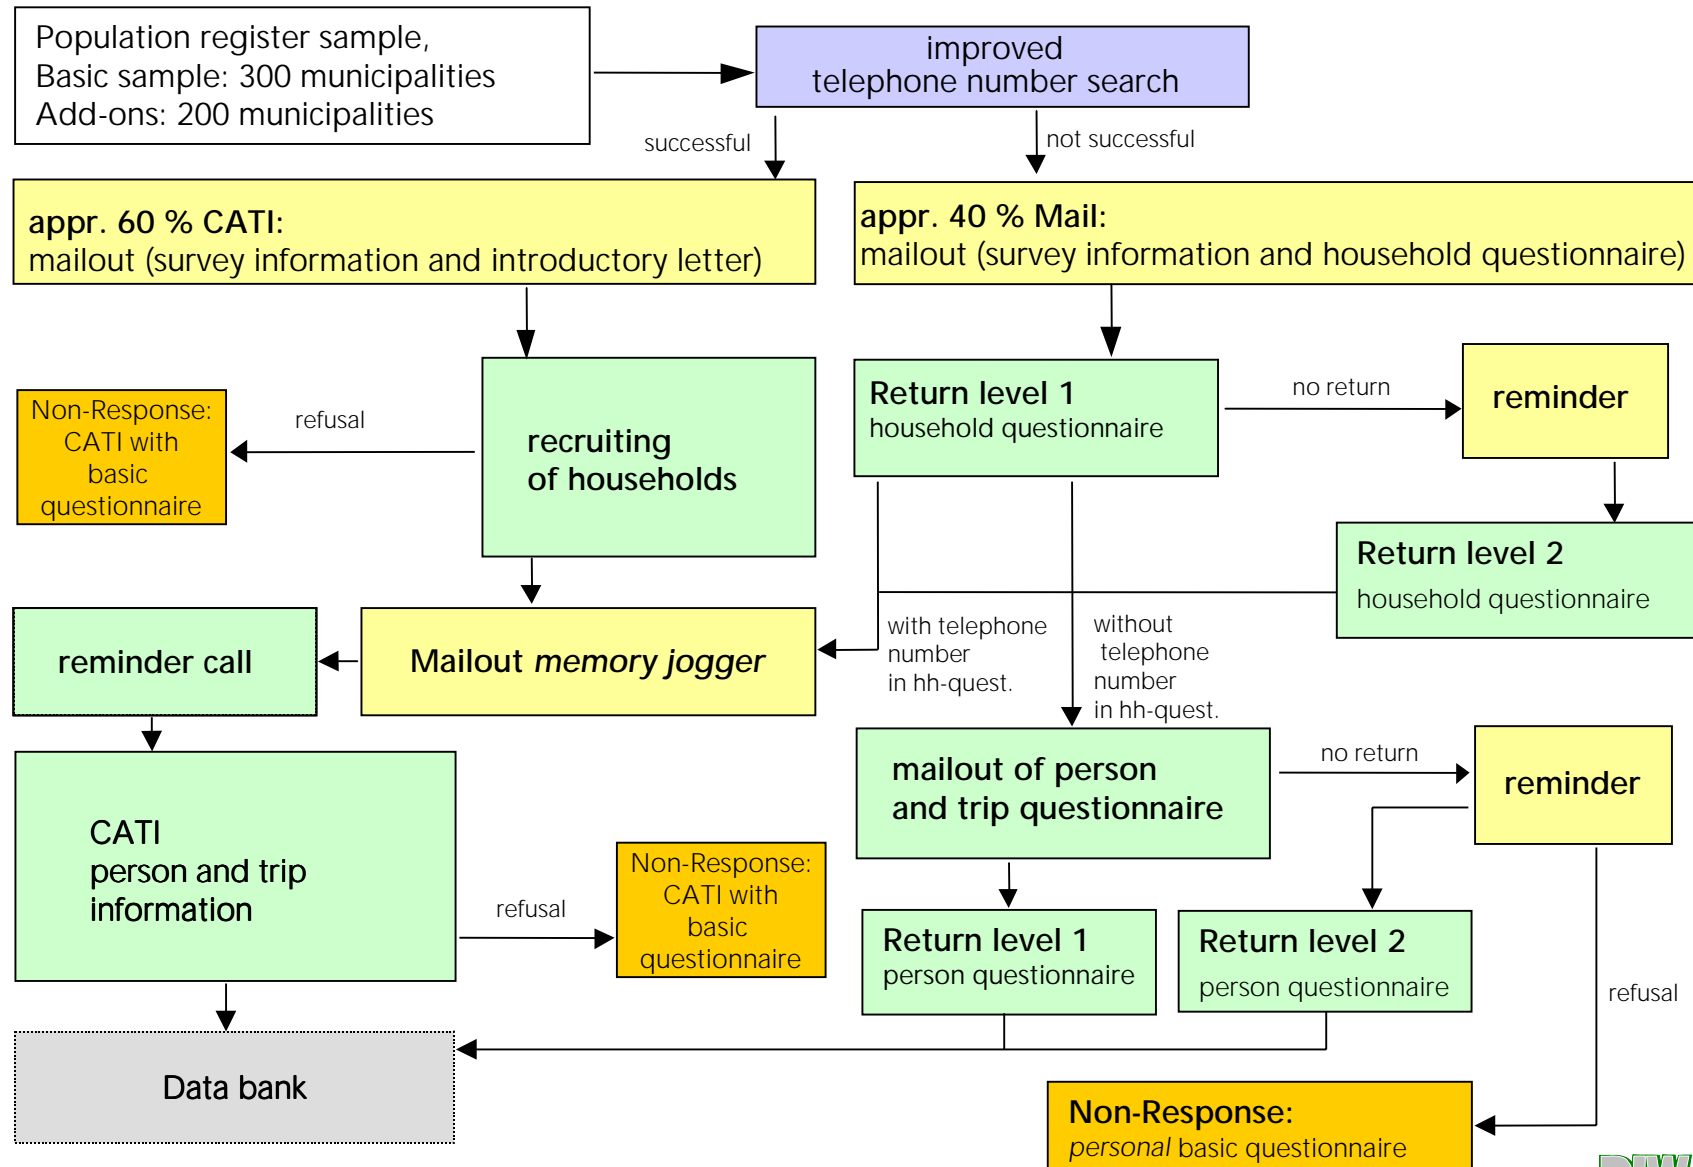 Population register sample,
Basic sample: 300 municipalities
Add-ons: 200 municipalities
improved
telephone number search
successful
not successful
appr. 60 % CATI:
mailout (survey information and introductory letter)
appr. 40 % Mail:
mailout (survey information and household questionnaire)
Non-Response:
CATI with
basic
questionnaire
refusal
recruiting
of households
Return level 1
household questionnaire
no return
reminder
Return level 2
household questionnaire
reminder call
Mailout memory jogger
with telephone
number
in hh-quest.
without
telephone
number
in hh-quest.
CATI
person and trip
information
refusal
Non-Response:
CATI with
basic
questionnaire
mailout of person
and trip questionnaire
no return
reminder
Return level 1
person questionnaire
Return level 2
person questionnaire
refusal
Data bank
Non-Response:
personal basic questionnaire
DIW